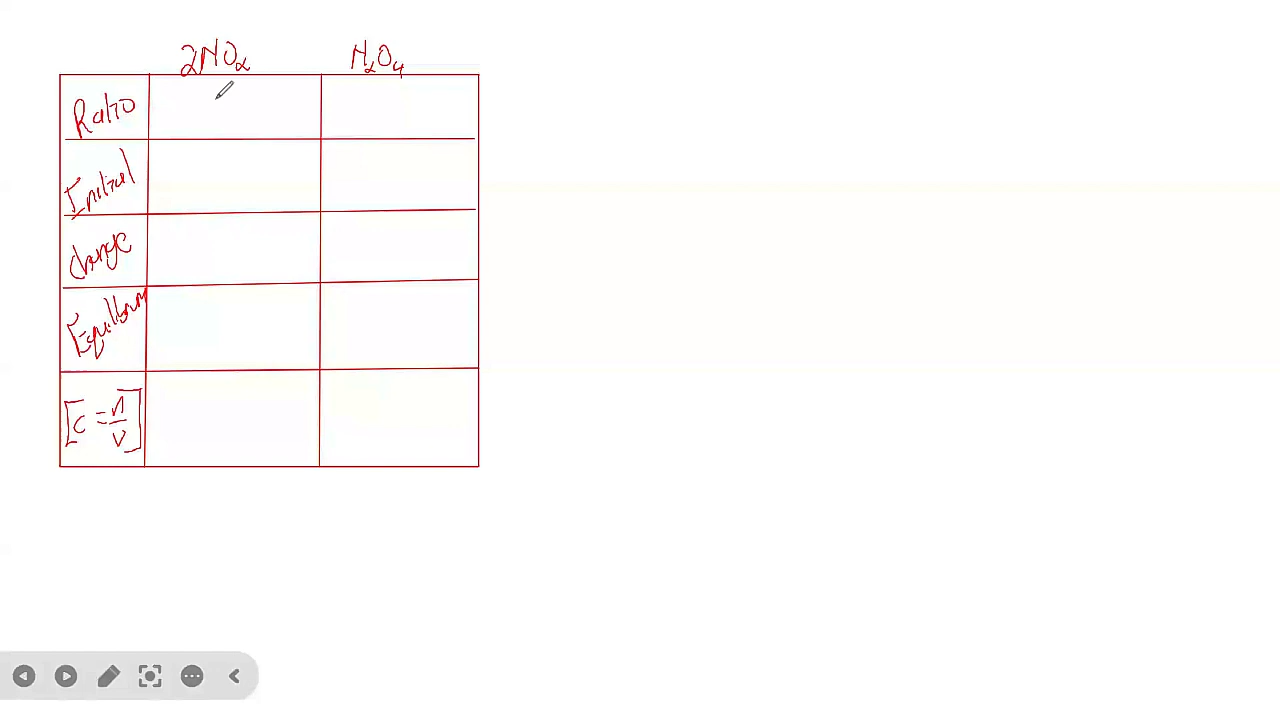 2NO₂ N₂O₄
Ratio
Initial
Change
Equilibrium
[c = n/v]